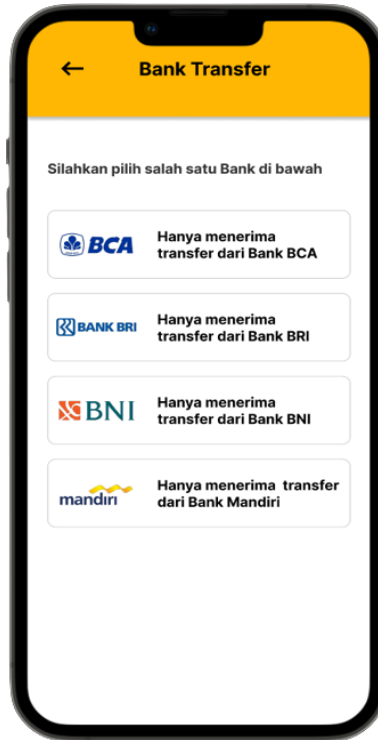 Bank Transfer
Silahkan pilih salah satu Bank di bawah
BCA
Hanya menerima
transfer dari Bank BCA
BANK BRI
Hanya menerima
transfer dari Bank BRI
BNI
Hanya menerima
transfer dari Bank BNI
mandırı
Hanya menerima  transfer
dari Bank Mandiri